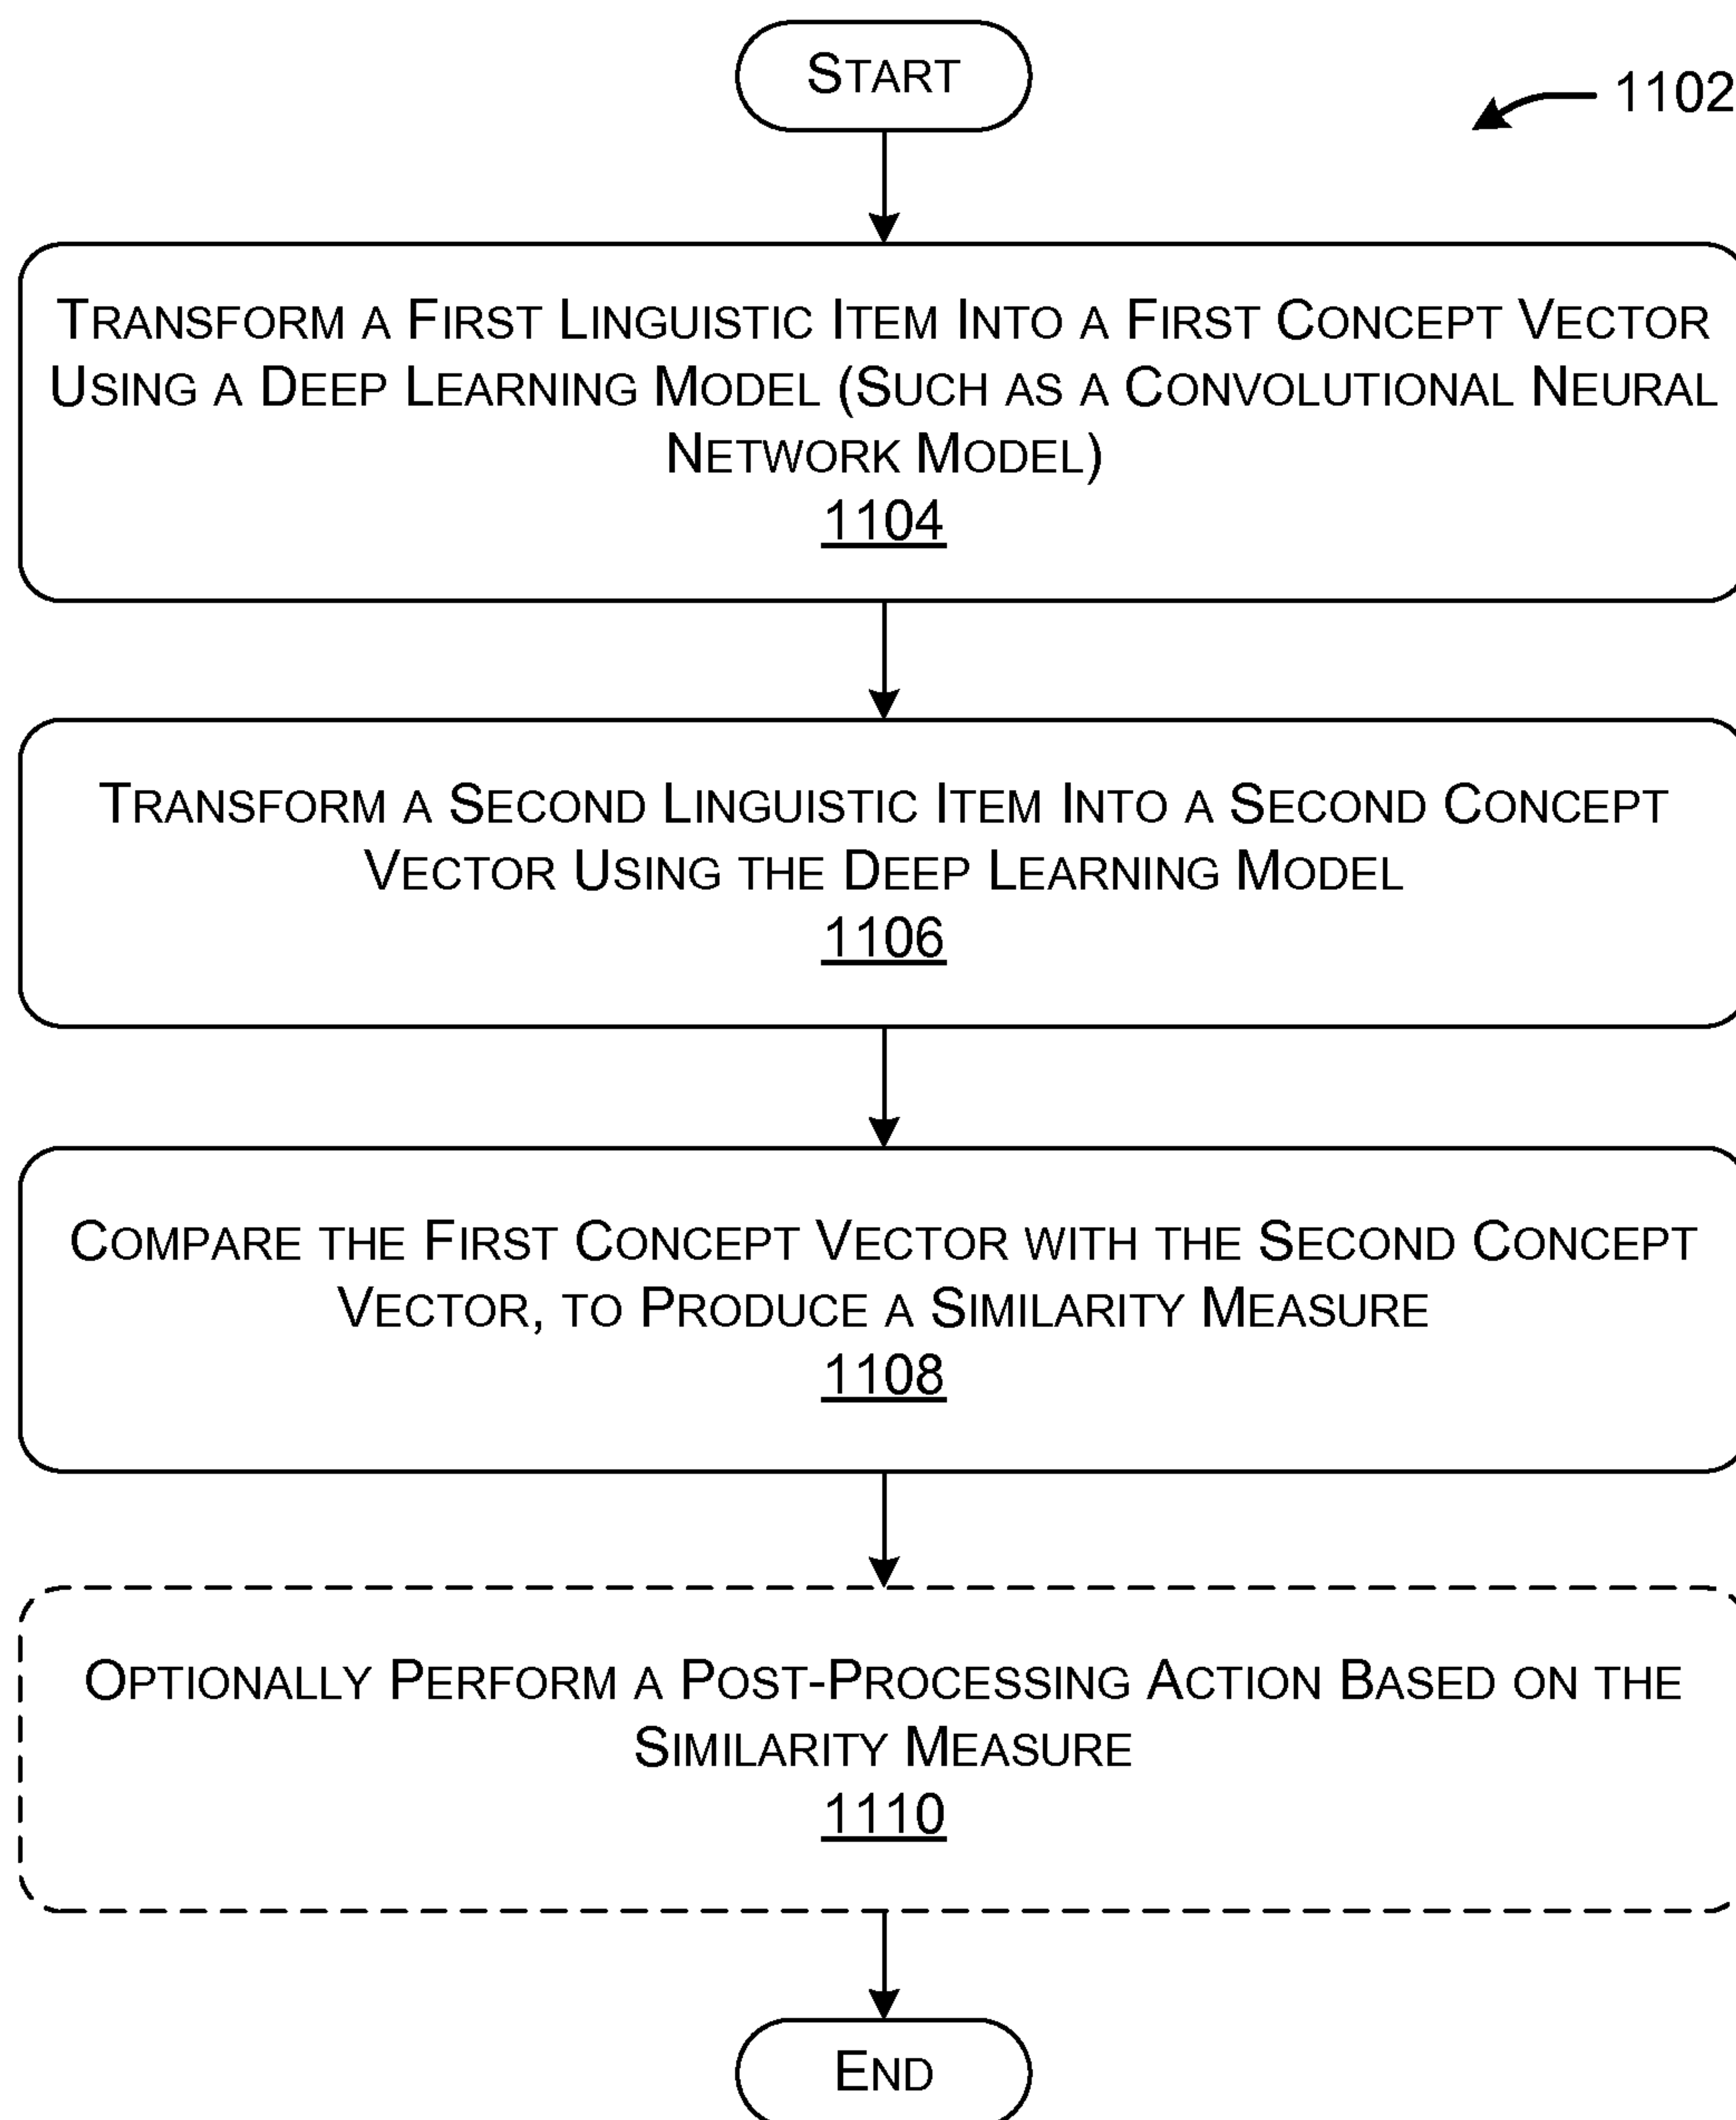 START
1102
TRANSFORM A FIRST LINGUISTIC ITEM INTO A FIRST CONCEPT VECTOR
USING A DEEP LEARNING MODEL (SUCH AS A CONVOLUTIONAL NEURAL
NETWORK MODEL)
1104
TRANSFORM A SECOND LINGUISTIC ITEM INTO A SECOND CONCEPT
VECTOR USING THE DEEP LEARNING MODEL
1106
COMPARE THE FIRST CONCEPT VECTOR WITH THE SECOND CONCEPT
VECTOR, TO PRODUCE A SIMILARITY MEASURE
1108
OPTIONALLY PERFORM A POST-PROCESSING ACTION BASED ON THE
SIMILARITY MEASURE
1110
END